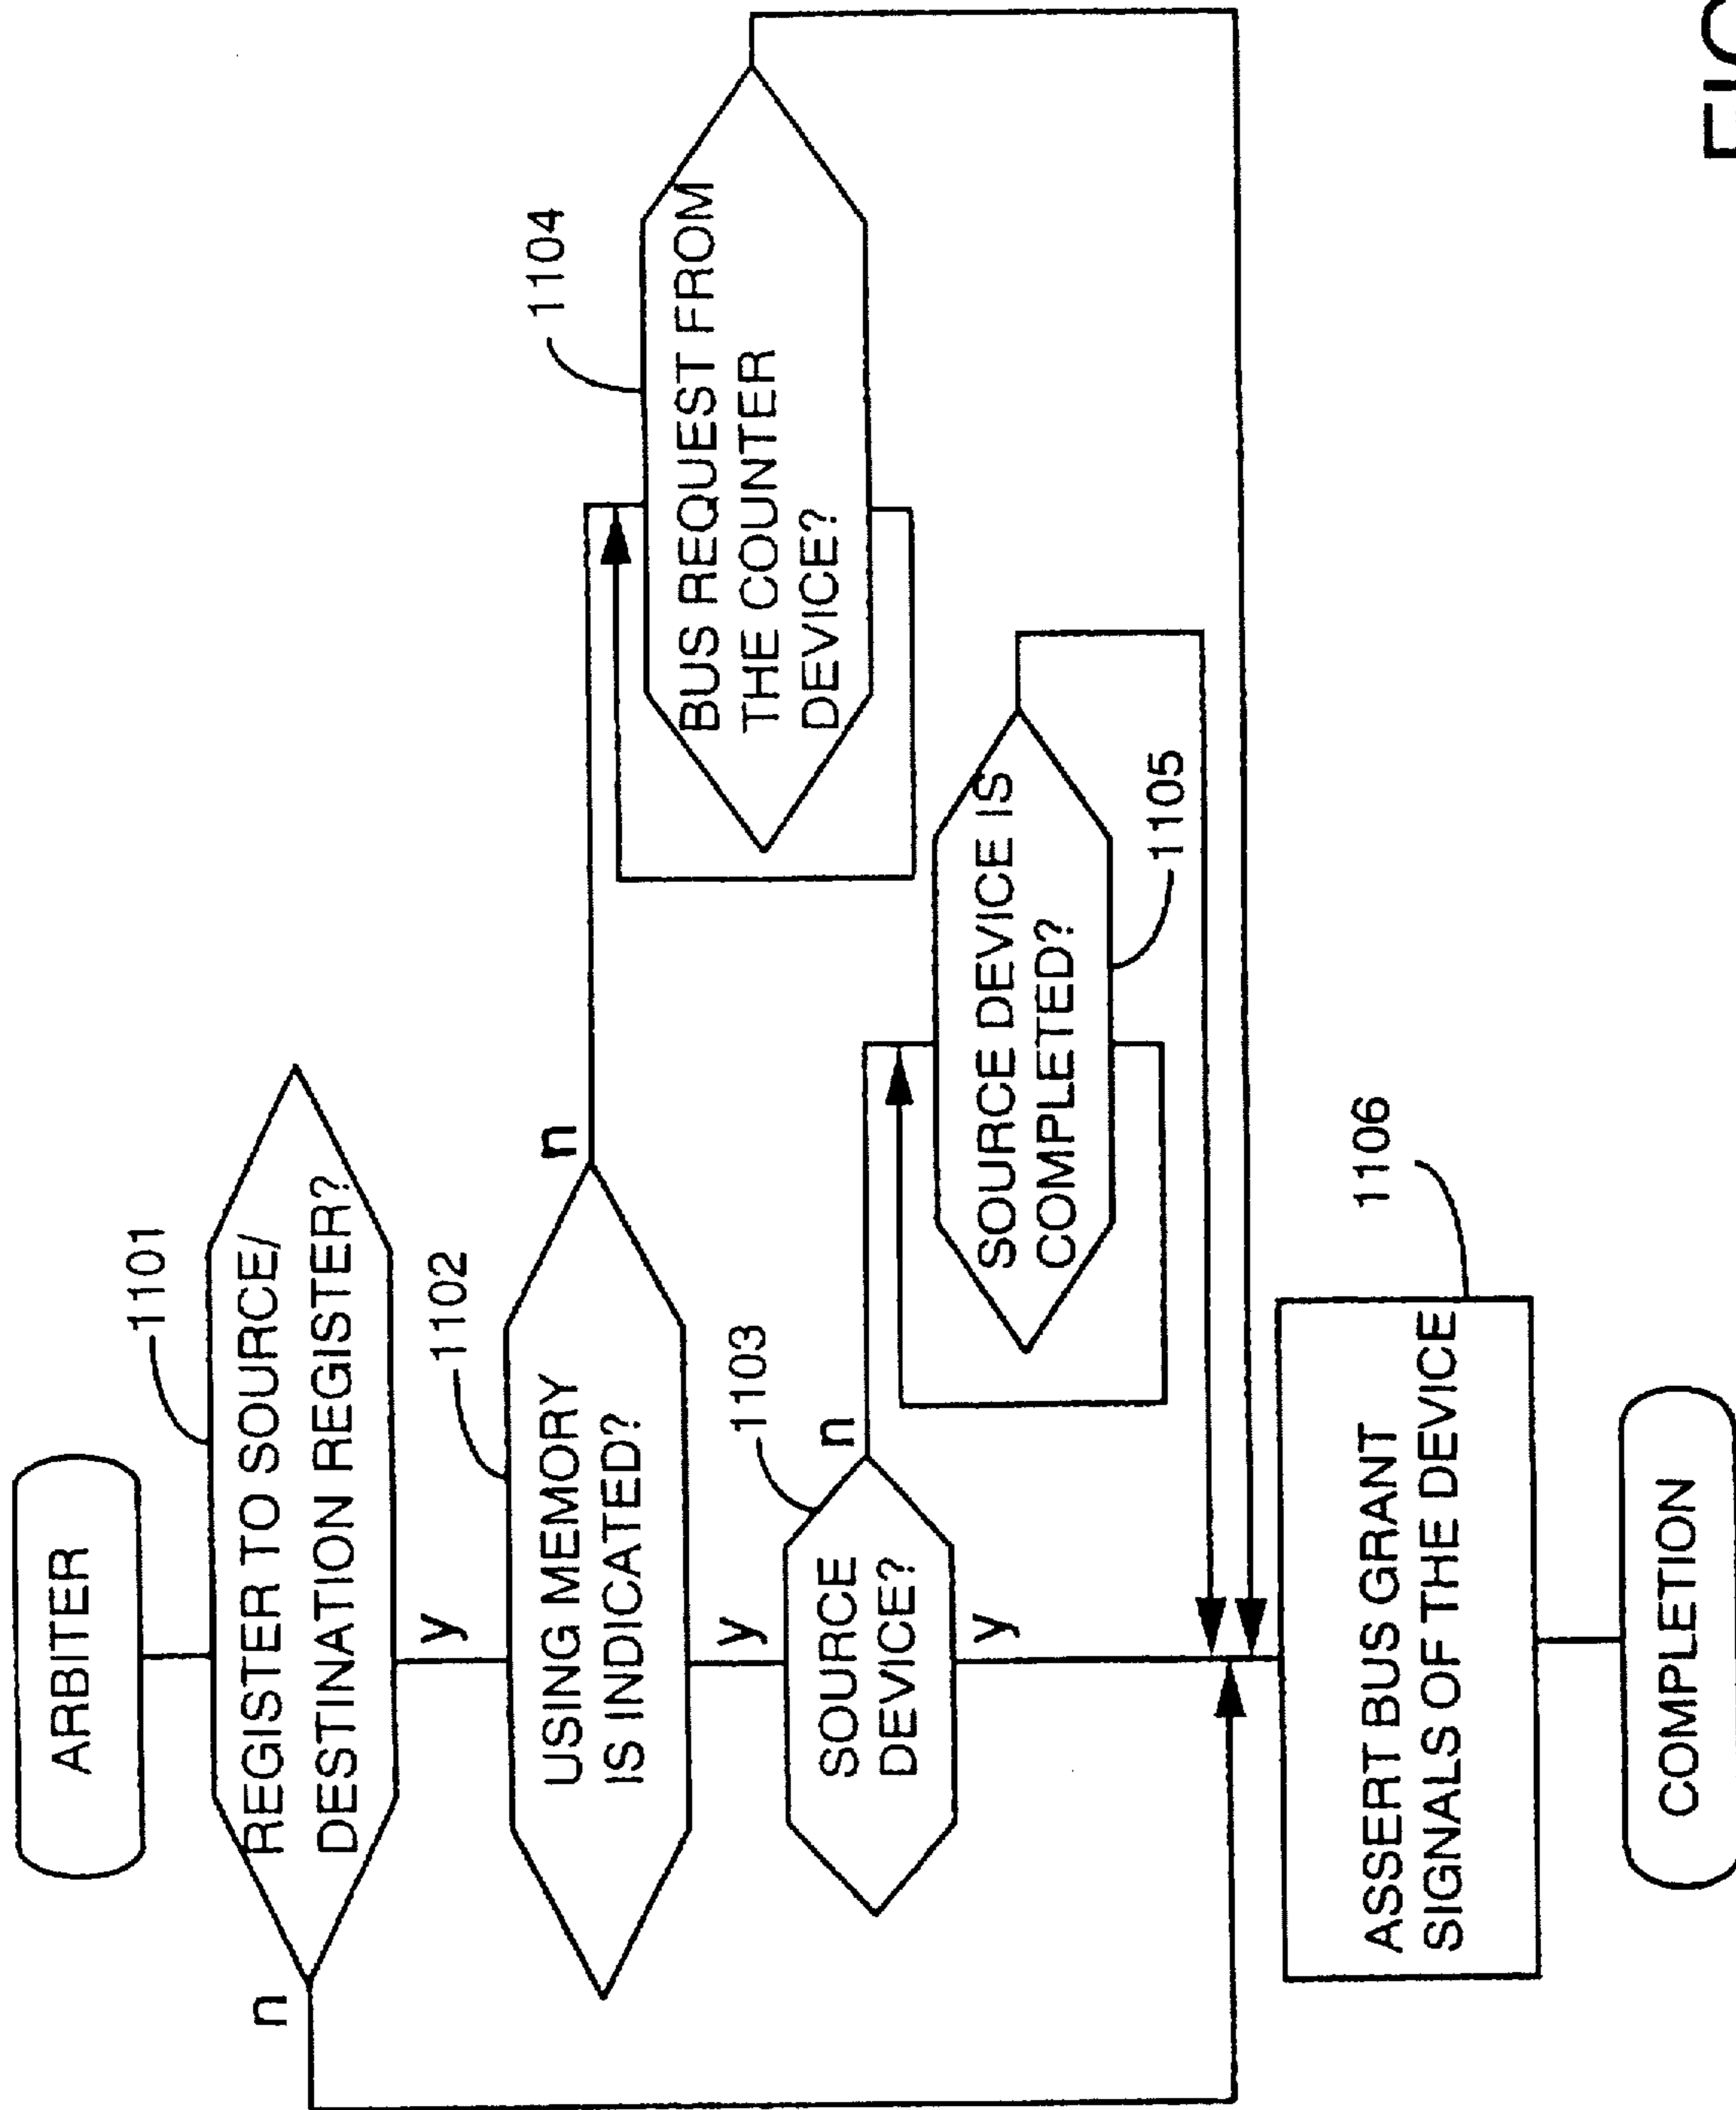 ARBITER
1101
REGISTER TO SOURCE/
DESTINATION REGISTER?
n
y
1102
USING MEMORY
IS INDICATED?
n
y
1104
BUS REQUEST FROM
THE COUNTER
DEVICE?
1103
SOURCE
DEVICE?
n
y
SOURCE DEVICE IS
COMPLETED?
1105
1106
ASSERT BUS GRANT
SIGNALS OF THE DEVICE
COMPLETION